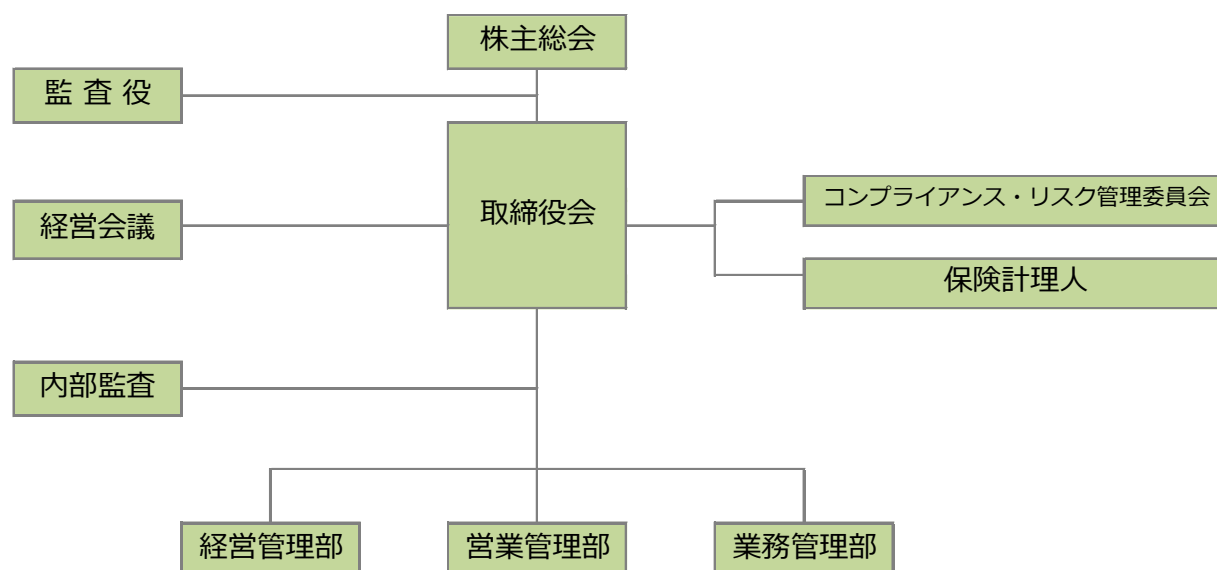 株主総会
監 査 役
取締役会
コンプライアンス・リスク管理委員会
経営会議
保険計理人
内部監査
経営管理部
営業管理部
業務管理部